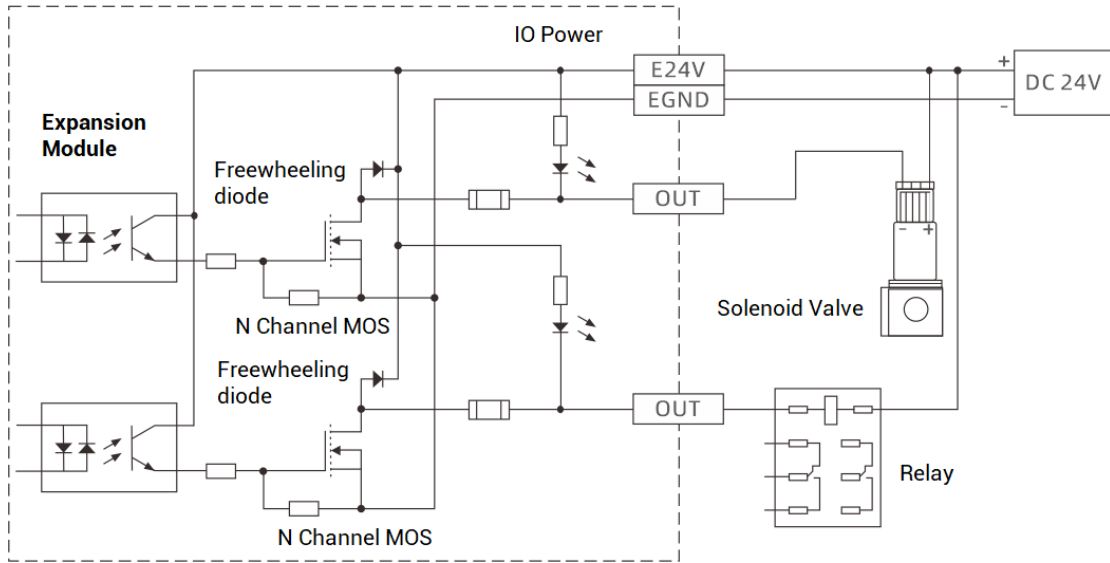 IO Power
E24V
+
DC 24V
EGND
-
Expansion
Module
Freewheeling
diode
OUT
- +
Solenoid Valve
N Channel MOS
Freewheeling
diode
OUT
Relay
N Channel MOS